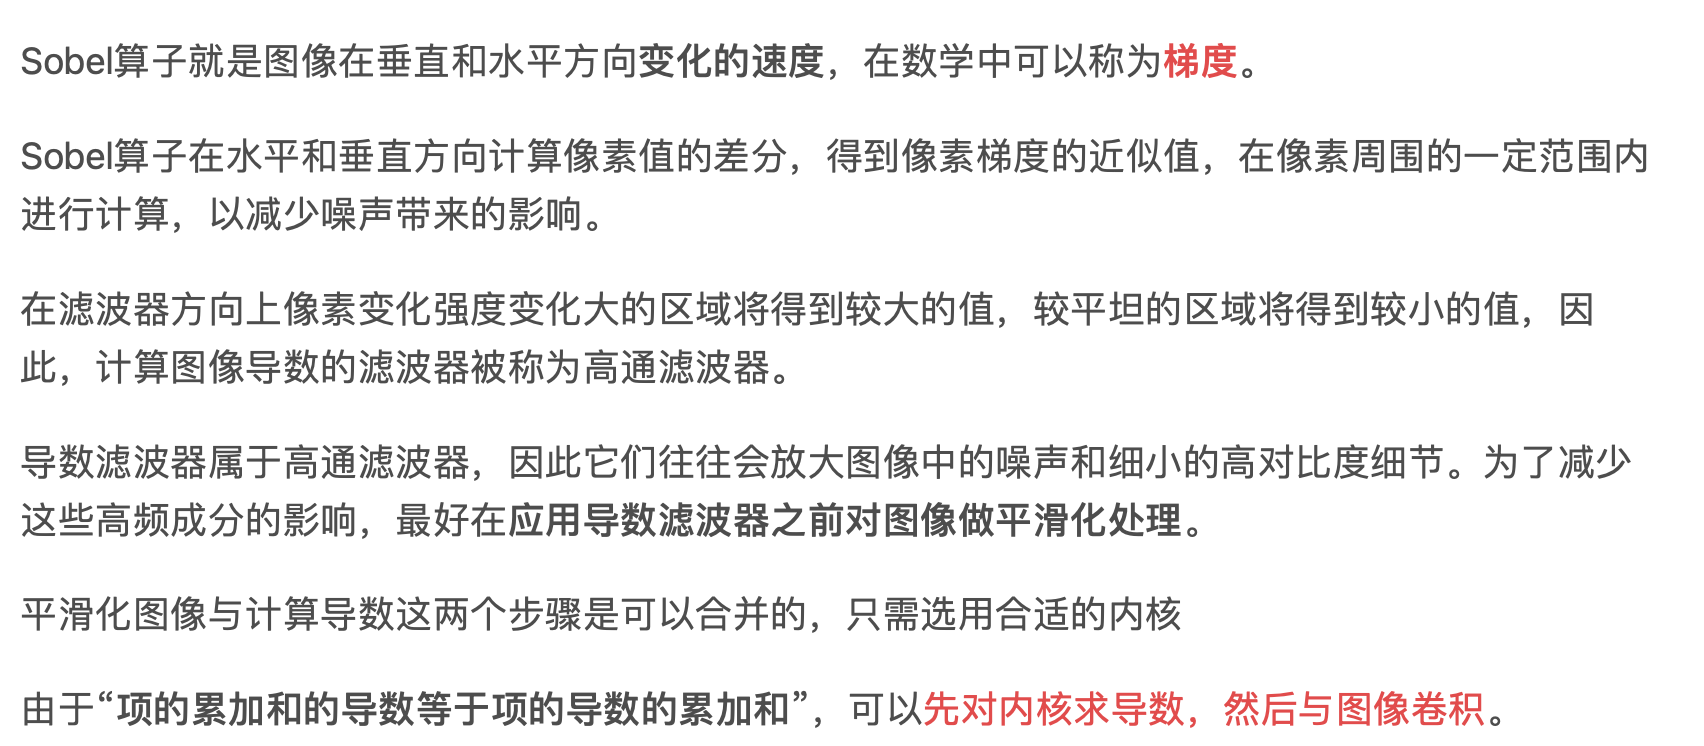 Sobel算子就是图像在垂直和水平方向变化的速度，在数学中可以称为梯度。
Sobel算子在水平和垂直方向计算像素值的差分，得到像素梯度的近似值，在像素周围的一定范围内
进行计算，以减少噪声带来的影响。
在滤波器方向上像素变化强度变化大的区域将得到较大的值，较平坦的区域将得到较小的值，因
此，计算图像导数的滤波器被称为高通滤波器。
导数滤波器属于高通滤波器，因此它们往往会放大图像中的噪声和细小的高对比度细节。为了减少
这些高频成分的影响，最好在应用导数滤波器之前对图像做平滑化处理。
平滑化图像与计算导数这两个步骤是可以合并的，只需选用合适的内核
由于“项的累加和的导数等于项的导数的累加和”，可以先对内核求导数，然后与图像卷积。